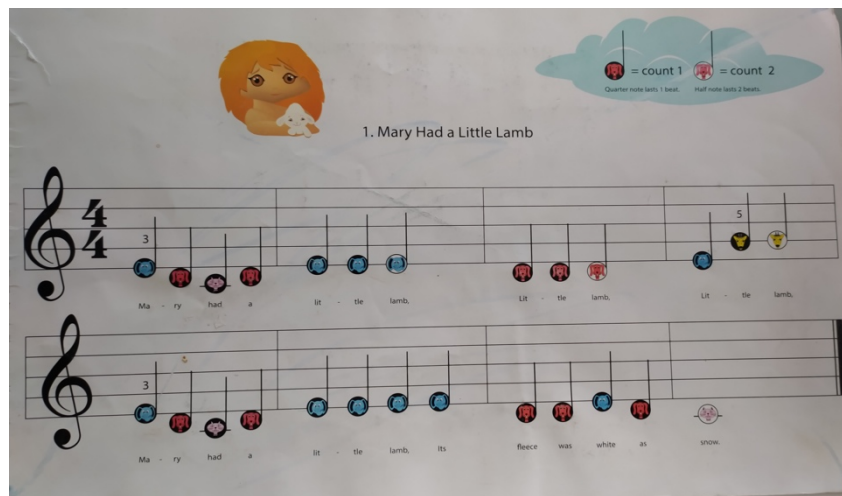 = count 1 = count 2
Quarter note lasts 1 beat. Half note lasts 2 beats.
1. Mary Had a Little Lamb
4
4
3
5
Ma - ry had a lit - tle lamb, Lit - tle lamb, Lit - tle lamb,
3
Ma - ry had a lit - tle lamb, Its fleece was white as snow.